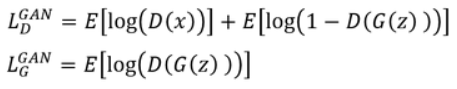 L_D^{GAN} = E[log(D(x))] + E[log(1 − D(G(z)))]
L_G^{GAN} = E[log(D(G(z)))]